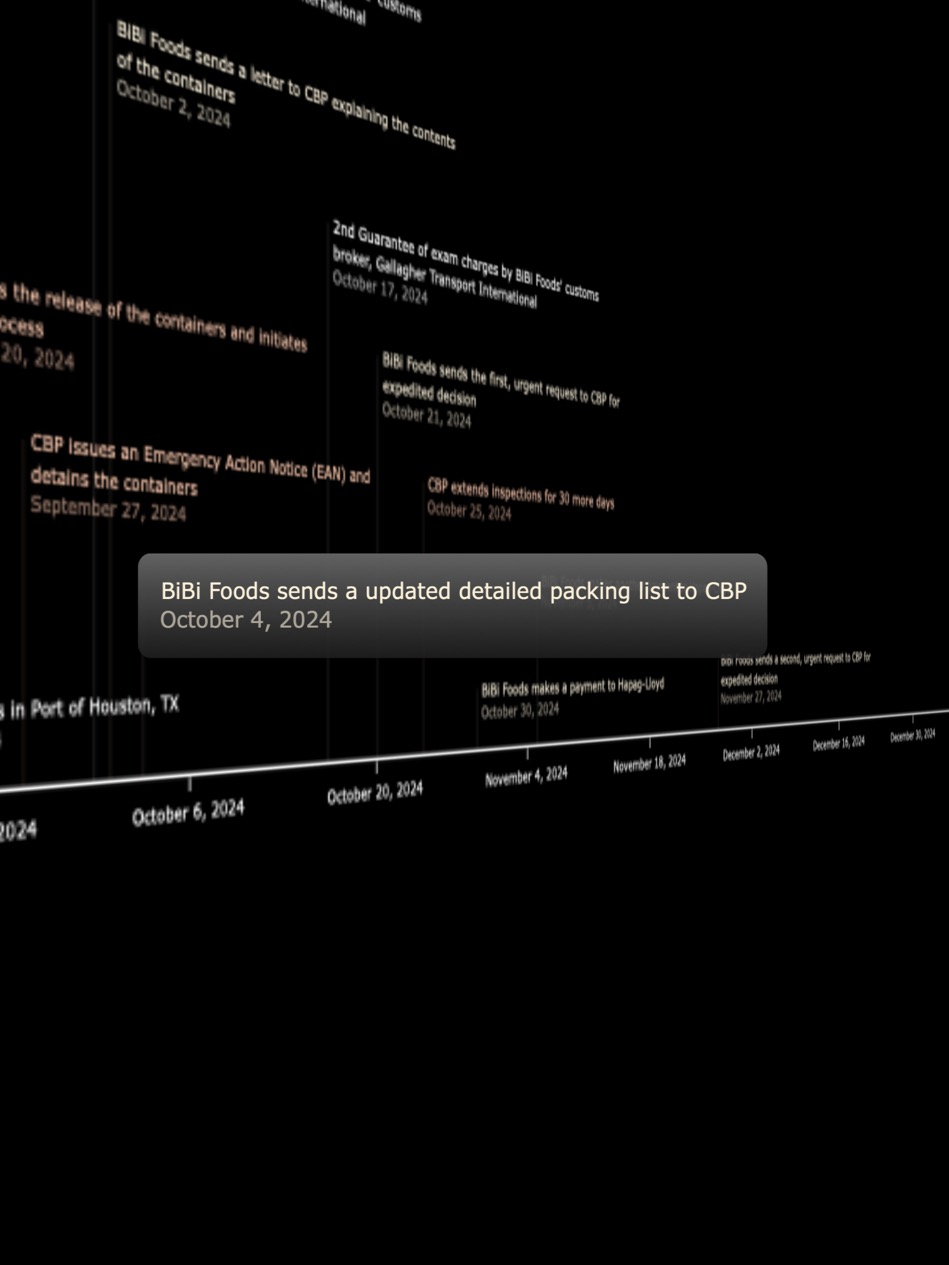 customs
ernational
BiBi Foods sends a letter to CBP explaining the contents
of the containers
October 2, 2024
2nd Guarantee of exam charges by BiBi Foods' customs
broker, Gallagher Transport International
October 17, 2024
s the release of the containers and initiates
ocess
20, 2024
BiBi Foods sends the first, urgent request to CBP for
expedited decision
October 21, 2024
CBP issues an Emergency Action Notice (EAN) and
detains the containers
September 27, 2024
CBP extends inspections for 30 more days
October 25, 2024
BiBi Foods sends a updated detailed packing list to CBP
October 4, 2024
BiBi Foods sends a second, urgent request to CBP for
expedited decision
November 27, 2024
BiBi Foods makes a payment to Hapag-Lloyd
October 30, 2024
s in Port of Houston, TX
2024
October 6, 2024
October 20, 2024
November 4, 2024
November 18, 2024
December 2, 2024
December 16, 2024
December 30, 2024